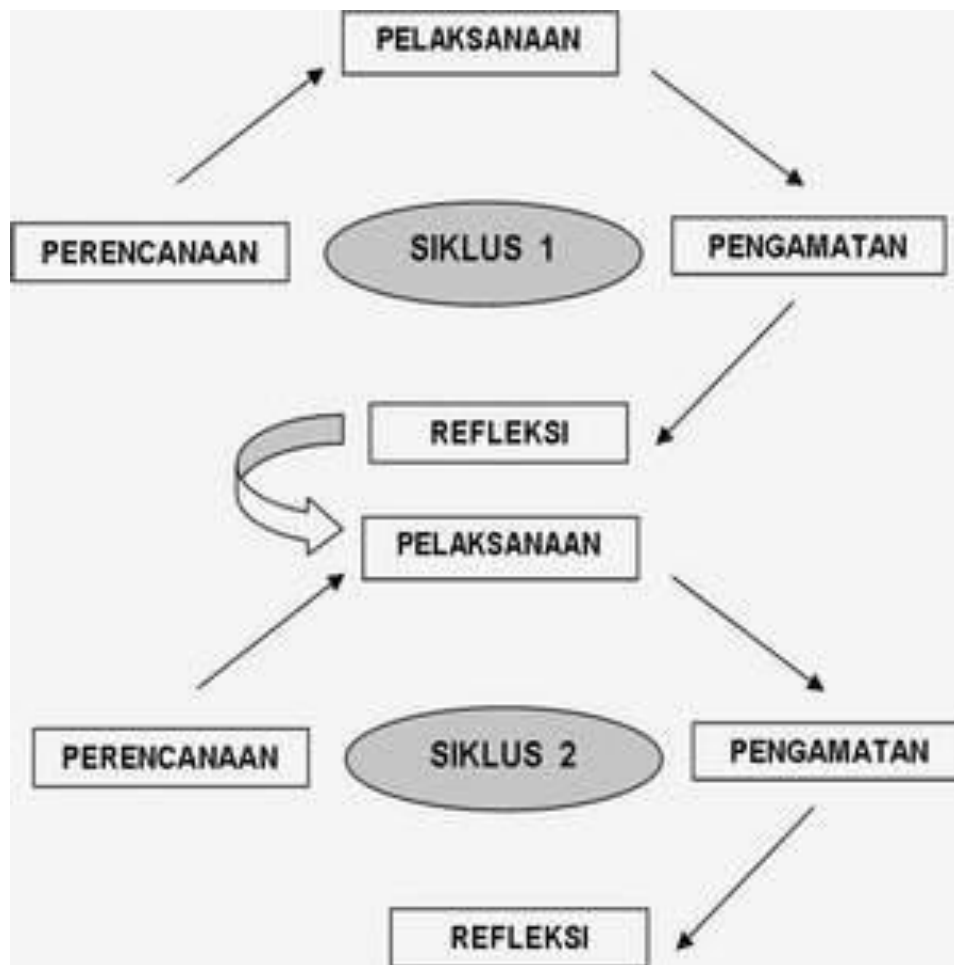 PELAKSANAAN
PERENCANAAN
SIKLUS 1
PENGAMATAN
REFLEKSI
PELAKSANAAN
PERENCANAAN
SIKLUS 2
PENGAMATAN
REFLEKSI